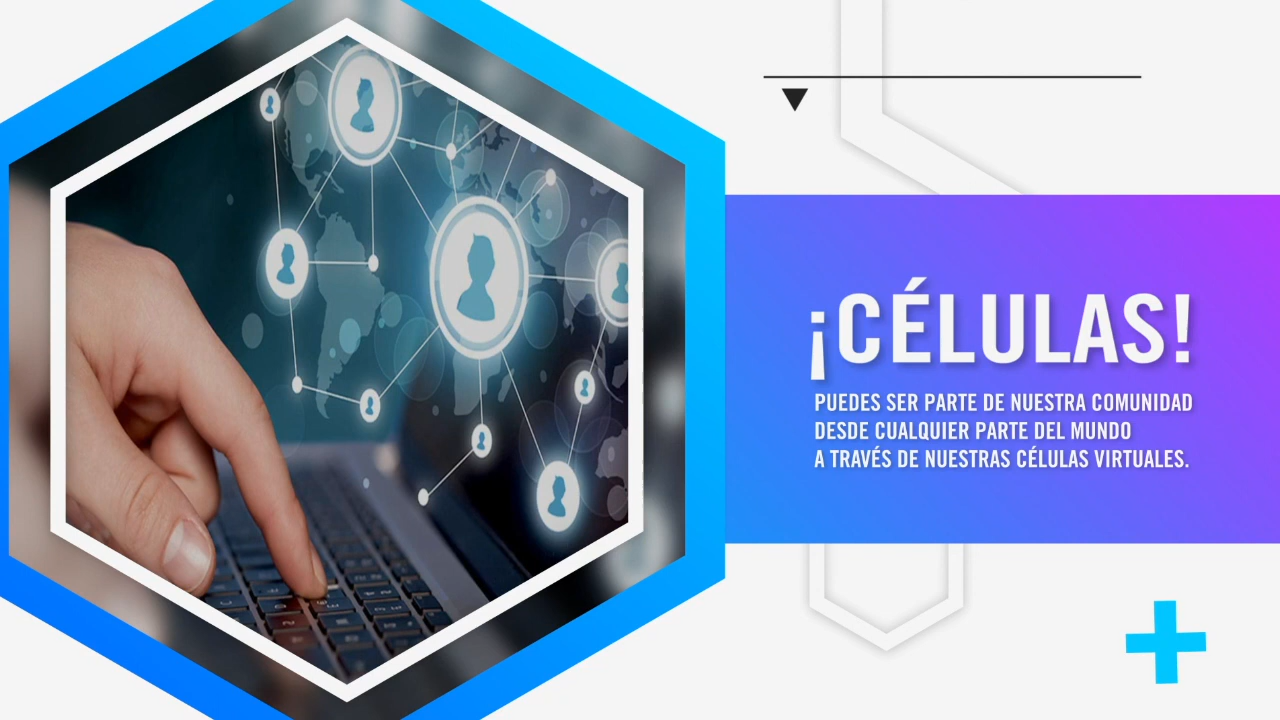 ¡CÉLULAS!
PUEDES SER PARTE DE NUESTRA COMUNIDAD
DESDE CUALQUIER PARTE DEL MUNDO
A TRAVÉS DE NUESTRAS CÉLULAS VIRTUALES.